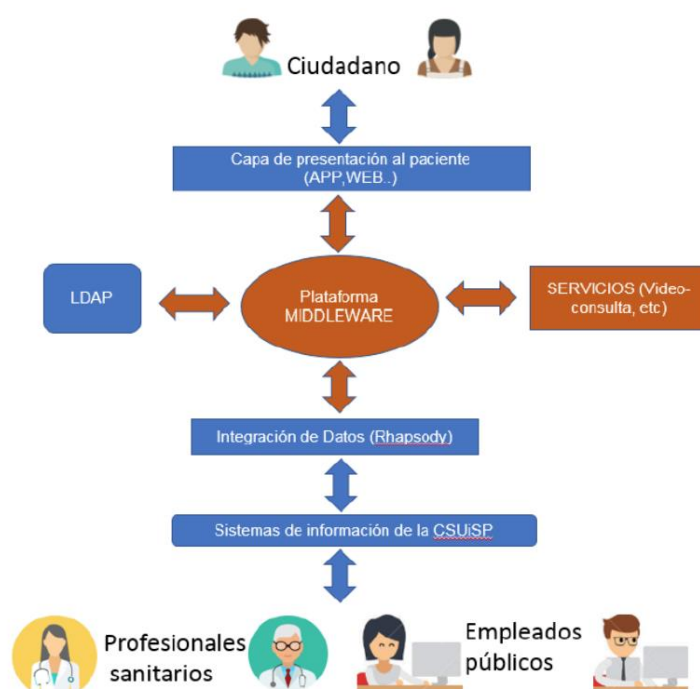 Ciudadano
Capa de presentación al paciente
(APP,WEB..)
LDAP
Plataforma
MIDDLEWARE
SERVICIOS (Video-
consulta, etc)
Integración de Datos (Rhapsody)
Sistemas de información de la CSUiSP
Profesionales
sanitarios
Empleados
públicos